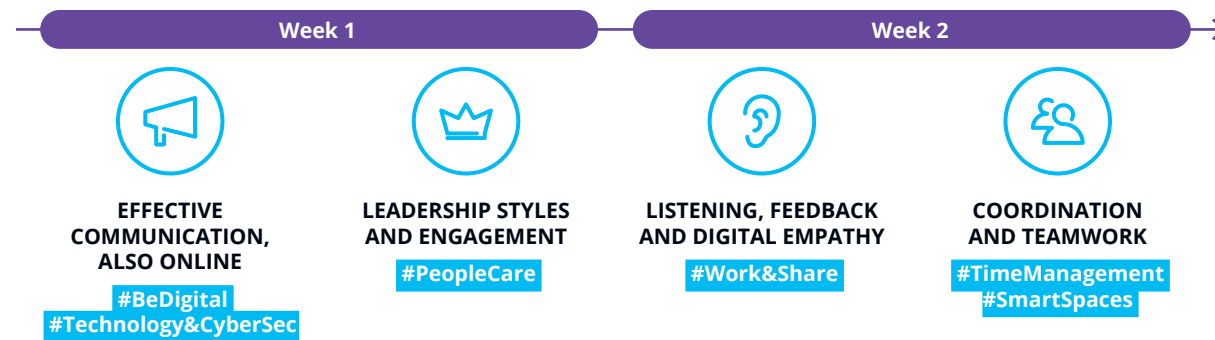 Week 1
Week 2
EFFECTIVE
COMMUNICATION,
ALSO ONLINE
#BeDigital
#Technology&CyberSec
LEADERSHIP STYLES
AND ENGAGEMENT
#PeopleCare
LISTENING, FEEDBACK
AND DIGITAL EMPATHY
#Work&Share
COORDINATION
AND TEAMWORK
#TimeManagement
#SmartSpaces